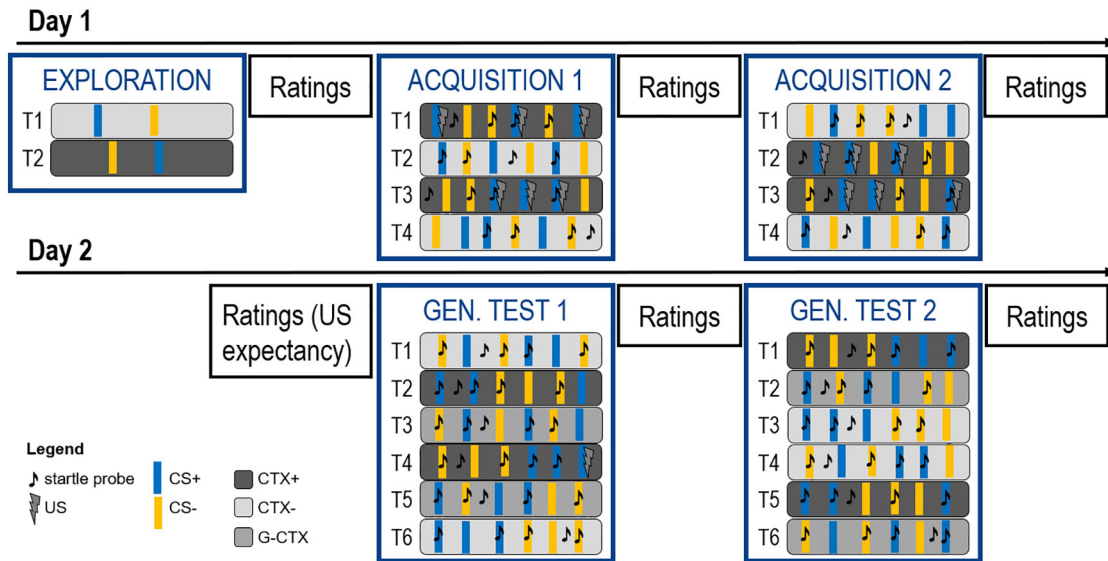 Day 1
EXPLORATION
T1
T2
Ratings
ACQUISITION 1
T1
T2
T3
T4
Ratings
ACQUISITION 2
T1
T2
T3
T4
Ratings
Day 2
Ratings (US
expectancy)
GEN. TEST 1
T1
T2
T3
T4
T5
T6
Ratings
GEN. TEST 2
T1
T2
T3
T4
T5
T6
Ratings
Legend
startle probe
US
CS+
CS-
CTX+
CTX-
G-CTX